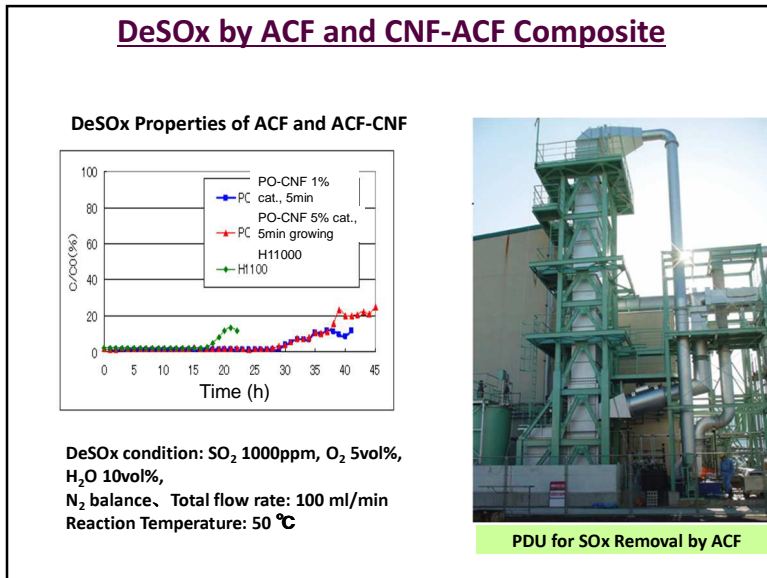 DeSOx by ACF and CNF-ACF Composite
DeSOx Properties of ACF and ACF-CNF
100
80
60
40
20
0
C/C0(%)
PO-CNF 1%
cat., 5min
PC
PO-CNF 5% cat.,
5min growing
PC
H11000
H1100
0 5 10 15 20 25 30 35 40 45
Time (h)
DeSOx condition: SO₂ 1000ppm, O₂ 5vol%,
H₂O 10vol%,
N₂ balance、Total flow rate: 100 ml/min
Reaction Temperature: 50 ℃
PDU for SOx Removal by ACF